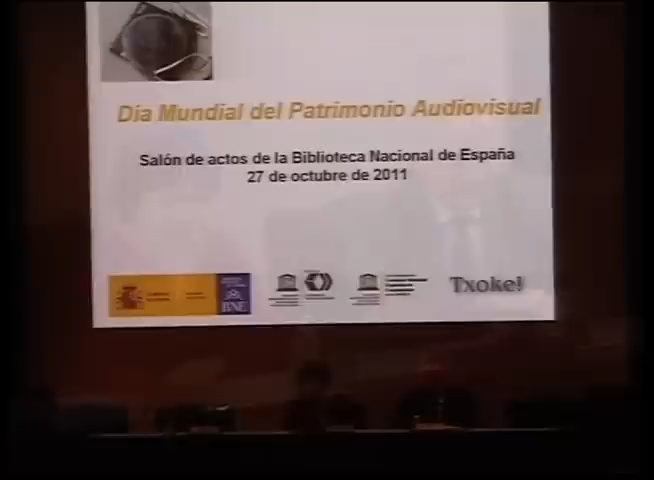 Día Mundial del Patrimonio Audiovisual
Salón de actos de la Biblioteca Nacional de España
27 de octubre de 2011
BNE
Txoke!